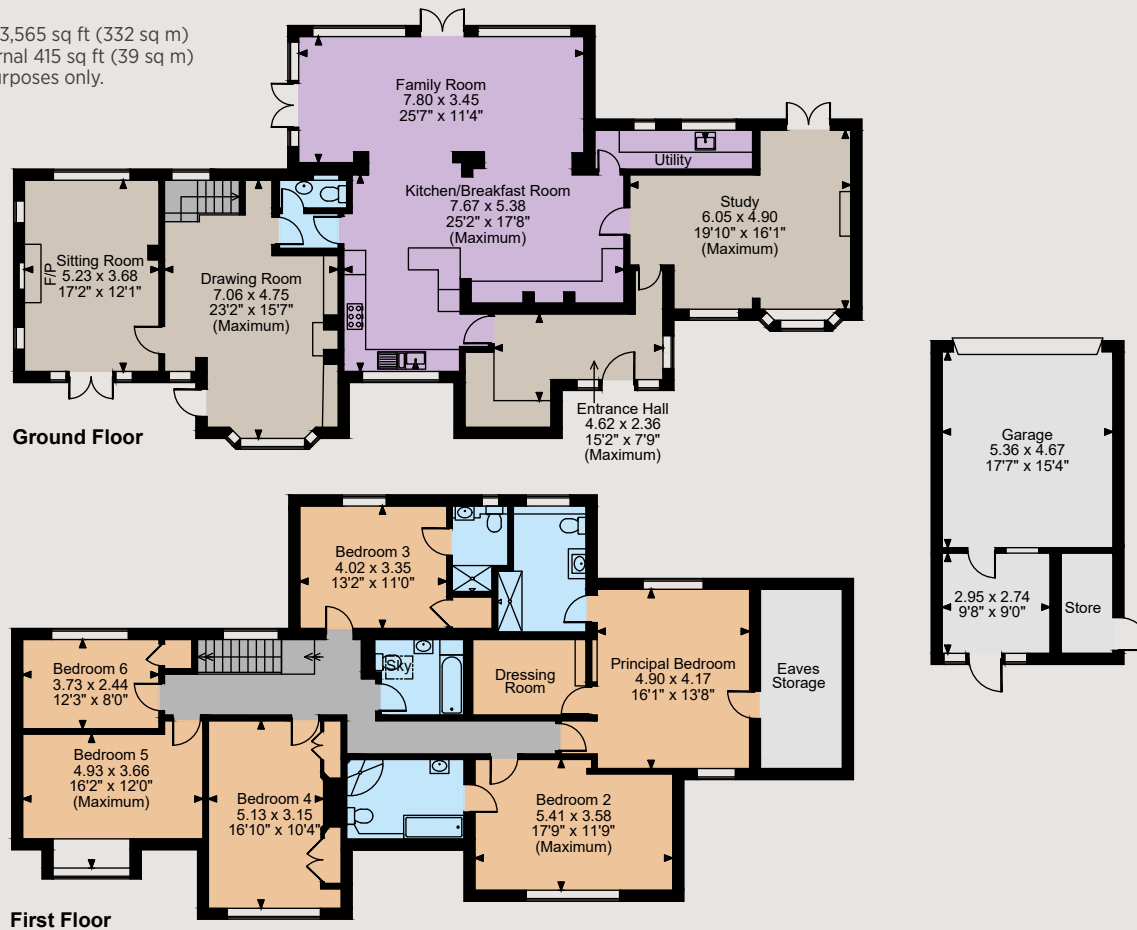 3,565 sq ft (332 sq m)
rnal 415 sq ft (39 sq m)
urposes only.
Family Room
7.80 x 3.45
25'7" x 11'4"
Utility
Kitchen/Breakfast Room
7.67 x 5.38
25'2" x 17'8"
(Maximum)
Study
6.05 x 4.90
19'10" x 16'1"
(Maximum)
F/P
Sitting Room
5.23 x 3.68
17'2" x 12'1"
Drawing Room
7.06 x 4.75
23'2" x 15'7"
(Maximum)
Entrance Hall
4.62 x 2.36
15'2" x 7'9"
(Maximum)
Ground Floor
Garage
5.36 x 4.67
17'7" x 15'4"
2.95 x 2.74
9'8" x 9'0"
Store
Bedroom 3
4.02 x 3.35
13'2" x 11'0"
Bedroom 6
3.73 x 2.44
12'3" x 8'0"
Sky
Dressing
Room
Principal Bedroom
4.90 x 4.17
16'1" x 13'8"
Eaves
Storage
Bedroom 5
4.93 x 3.66
16'2" x 12'0"
(Maximum)
Bedroom 4
5.13 x 3.15
16'10" x 10'4"
Bedroom 2
5.41 x 3.58
17'9" x 11'9"
(Maximum)
First Floor